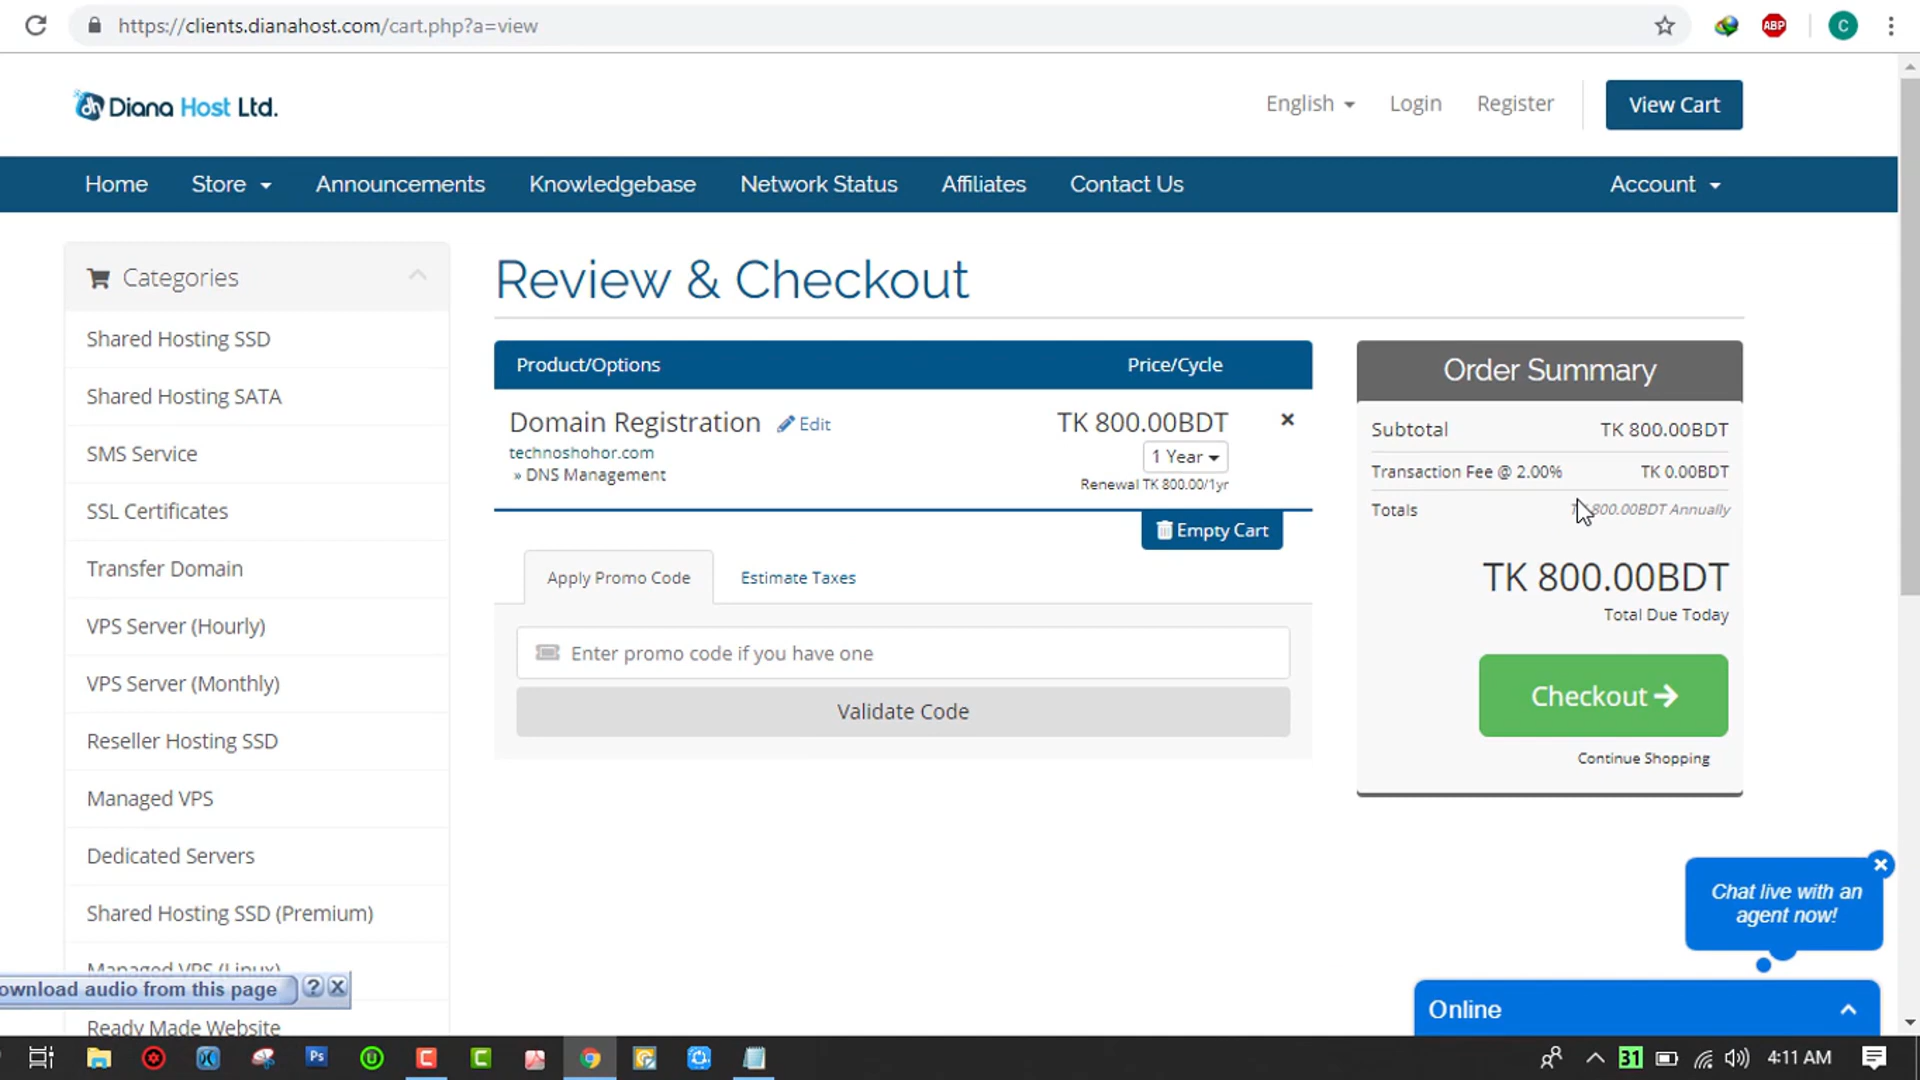 https://clients.dianahost.com/cart.php?a=view
ABP
C
Diana Host Ltd.
English
Login
Register
View Cart
Home
Store
Announcements
Knowledgebase
Network Status
Affiliates
Contact Us
Account
Categories
Shared Hosting SSD
Shared Hosting SATA
SMS Service
SSL Certificates
Transfer Domain
VPS Server (Hourly)
VPS Server (Monthly)
Reseller Hosting SSD
Managed VPS
Dedicated Servers
Shared Hosting SSD (Premium)
Managed VPS (Linux)
Ready Made Website
Review & Checkout
Product/Options
Price/Cycle
Domain Registration
Edit
TK 800.00BDT
technoshohor.com
1 Year
» DNS Management
Renewal TK 800.00/1yr
Empty Cart
Apply Promo Code
Estimate Taxes
Enter promo code if you have one
Validate Code
Order Summary
Subtotal
TK 800.00BDT
Transaction Fee @ 2.00%
TK 0.00BDT
Totals
800.00BDT Annually
TK 800.00BDT
Total Due Today
Checkout
Continue Shopping
Chat live with an
agent now!
Online
ownload audio from this page
?
Ps
31
4:11 AM